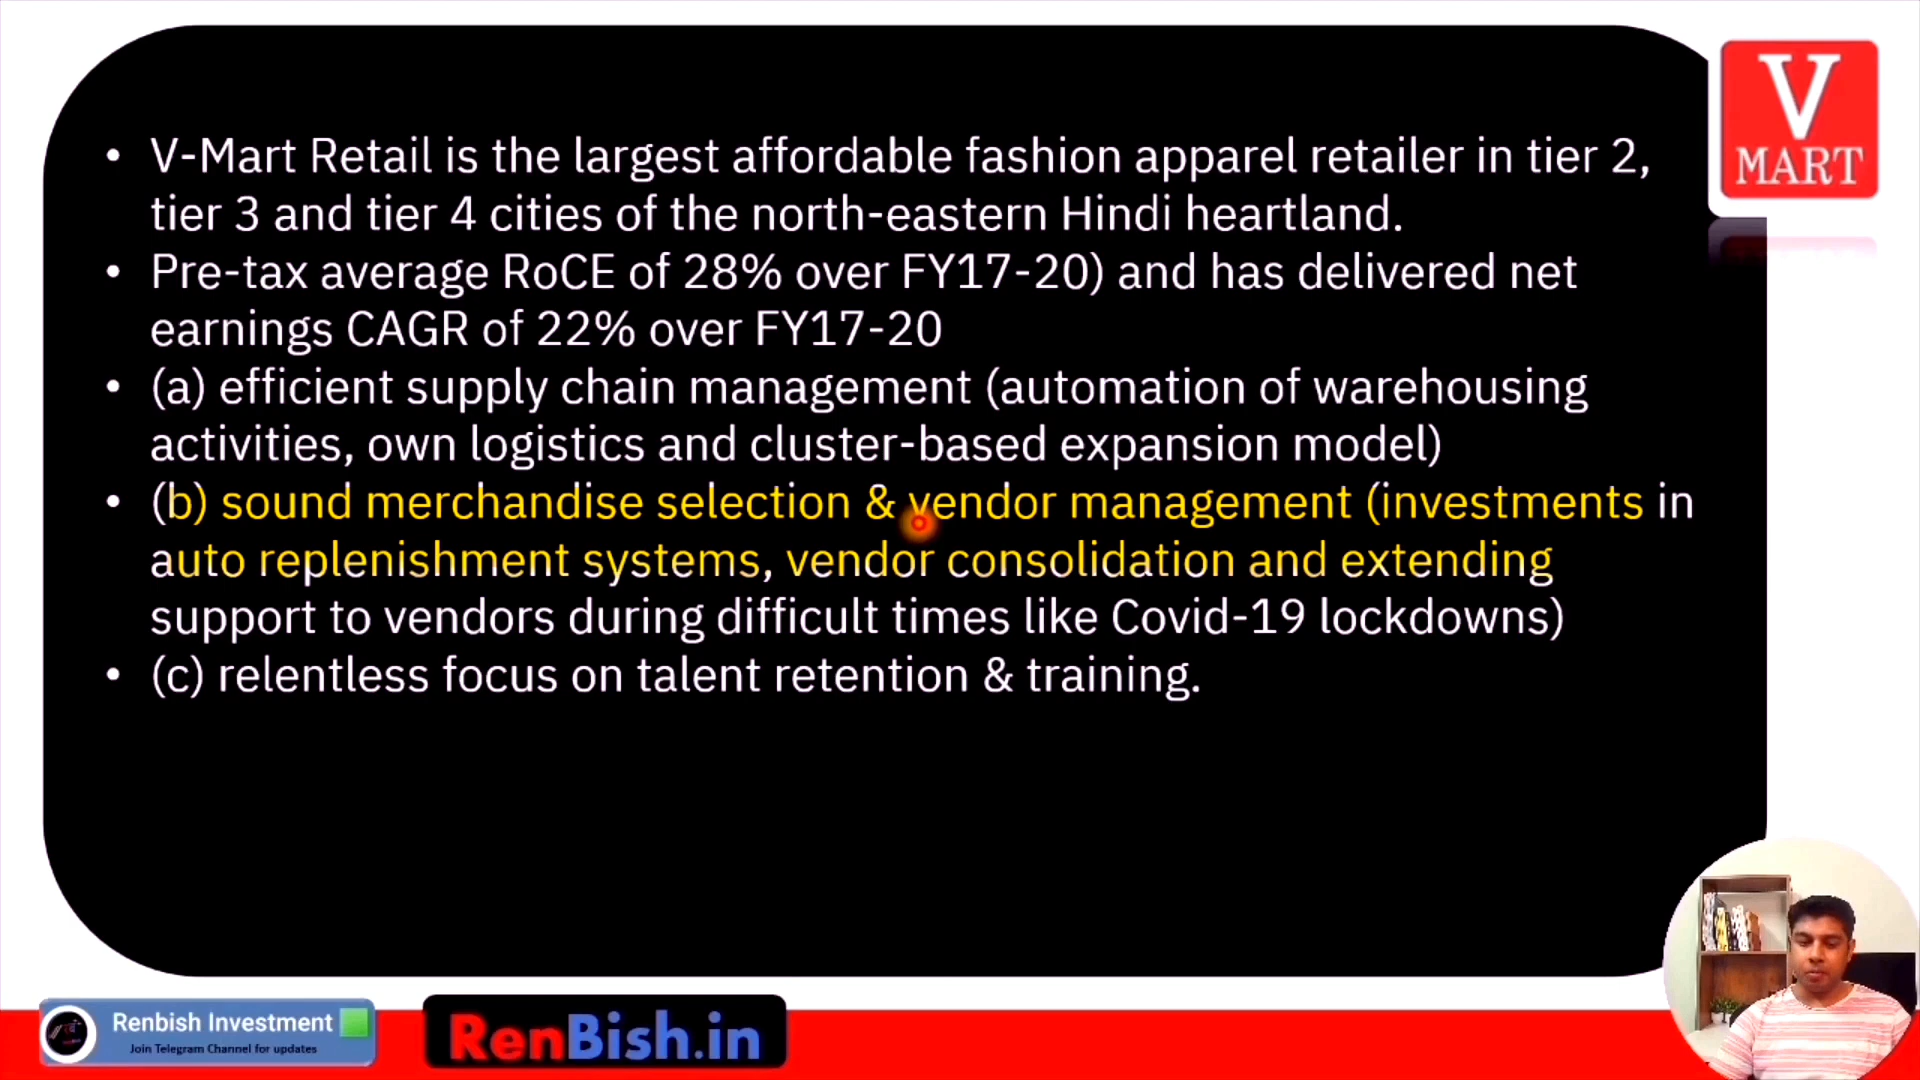 V
MART
• V-Mart Retail is the largest affordable fashion apparel retailer in tier 2,
tier 3 and tier 4 cities of the north-eastern Hindi heartland.
• Pre-tax average RoCE of 28% over FY17-20) and has delivered net
earnings CAGR of 22% over FY17-20
• (a) efficient supply chain management (automation of warehousing
activities, own logistics and cluster-based expansion model)
• (b) sound merchandise selection & vendor management (investments in
auto replenishment systems, vendor consolidation and extending
support to vendors during difficult times like Covid-19 lockdowns)
• (c) relentless focus on talent retention & training.
Renbish Investment
Join Telegram Channel for updates
RenBish.in